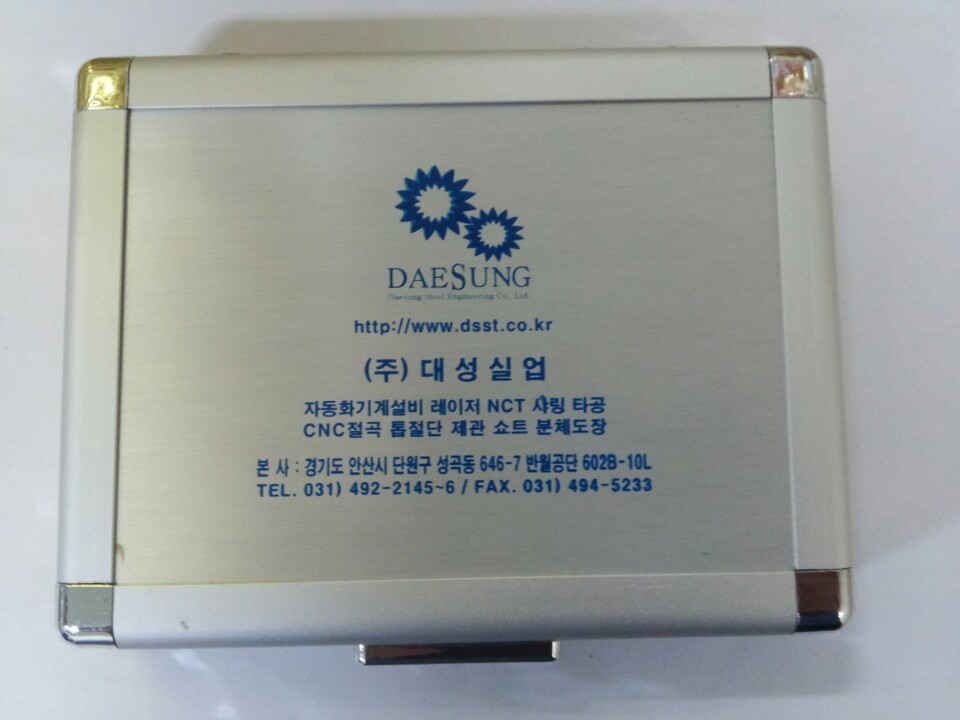 DAESUNG
Daesung Steel Engineering Co., Ltd.
http://www.dsst.co.kr
(주) 대성실업
자동화기계설비 레이저 NCT 샤링 타공
CNC절곡 톱절단 제관 쇼트 분체도장
본 사 : 경기도 안산시 단원구 성곡동 646-7 반월공단 602B-10L
TEL. 031) 492-2145~6 / FAX. 031) 494-5233